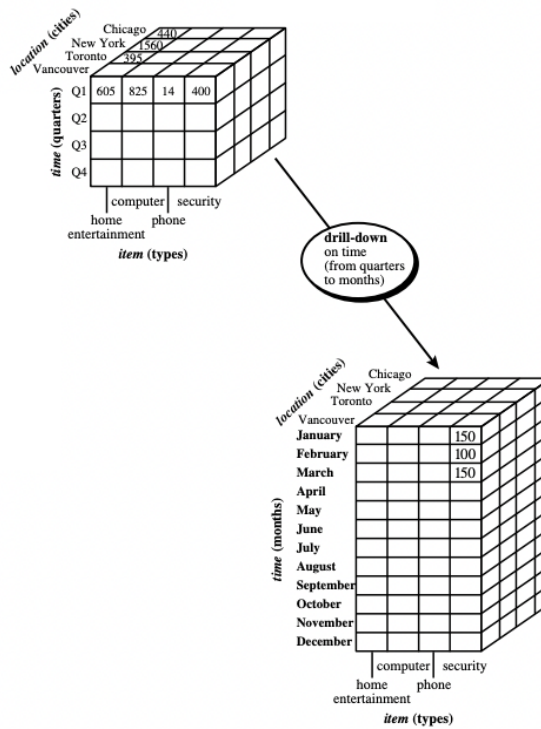 location (cities)
Chicago
New York
Toronto
Vancouver
440
1560
395
time (quarters)
Q1 605 825 14 400
Q2
Q3
Q4
computer security
home phone
entertainment
item (types)
drill-down
on time
(from quarters
to months)
location (cities)
Chicago
New York
Toronto
Vancouver
time (months)
January 150
February 100
March 150
April
May
June
July
August
September
October
November
December
computer security
home phone
entertainment
item (types)